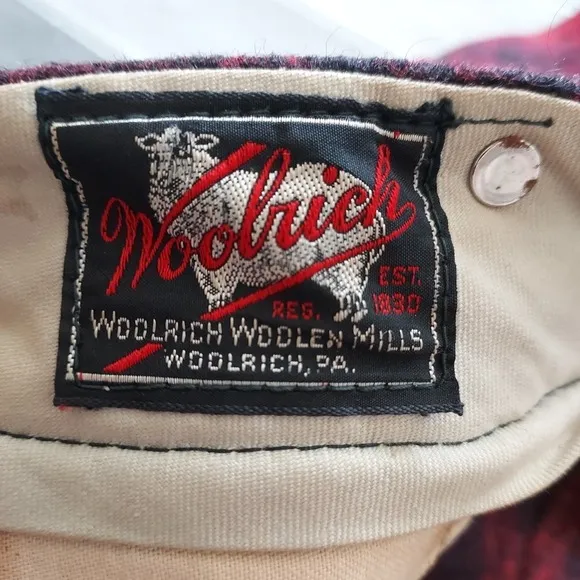 Woolrich
EST.
REG. 1830
WOOLRICH WOOLEN MILLS
WOOLRICH, PA.